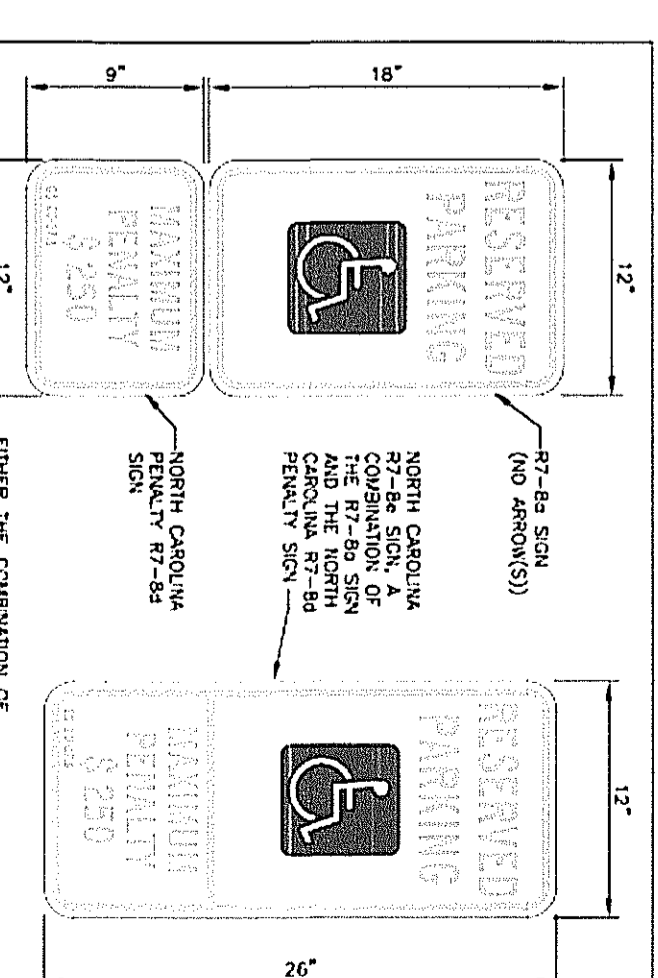 12"
18"
9"
RESERVED
PARKING
MAXIMUM
PENALTY
$ 250
12"
R7-8a SIGN
(NO ARROW(S))
NORTH CAROLINA
R7-8e SIGN, A
COMBINATION OF
THE R7-8a SIGN
AND THE NORTH
CAROLINA R7-8d
PENALTY SIGN
NORTH CAROLINA
PENALTY R7-8d
SIGN
EITHER THE COMBINATION OF
12"
RESERVED
PARKING
MAXIMUM
PENALTY
$ 250
26"